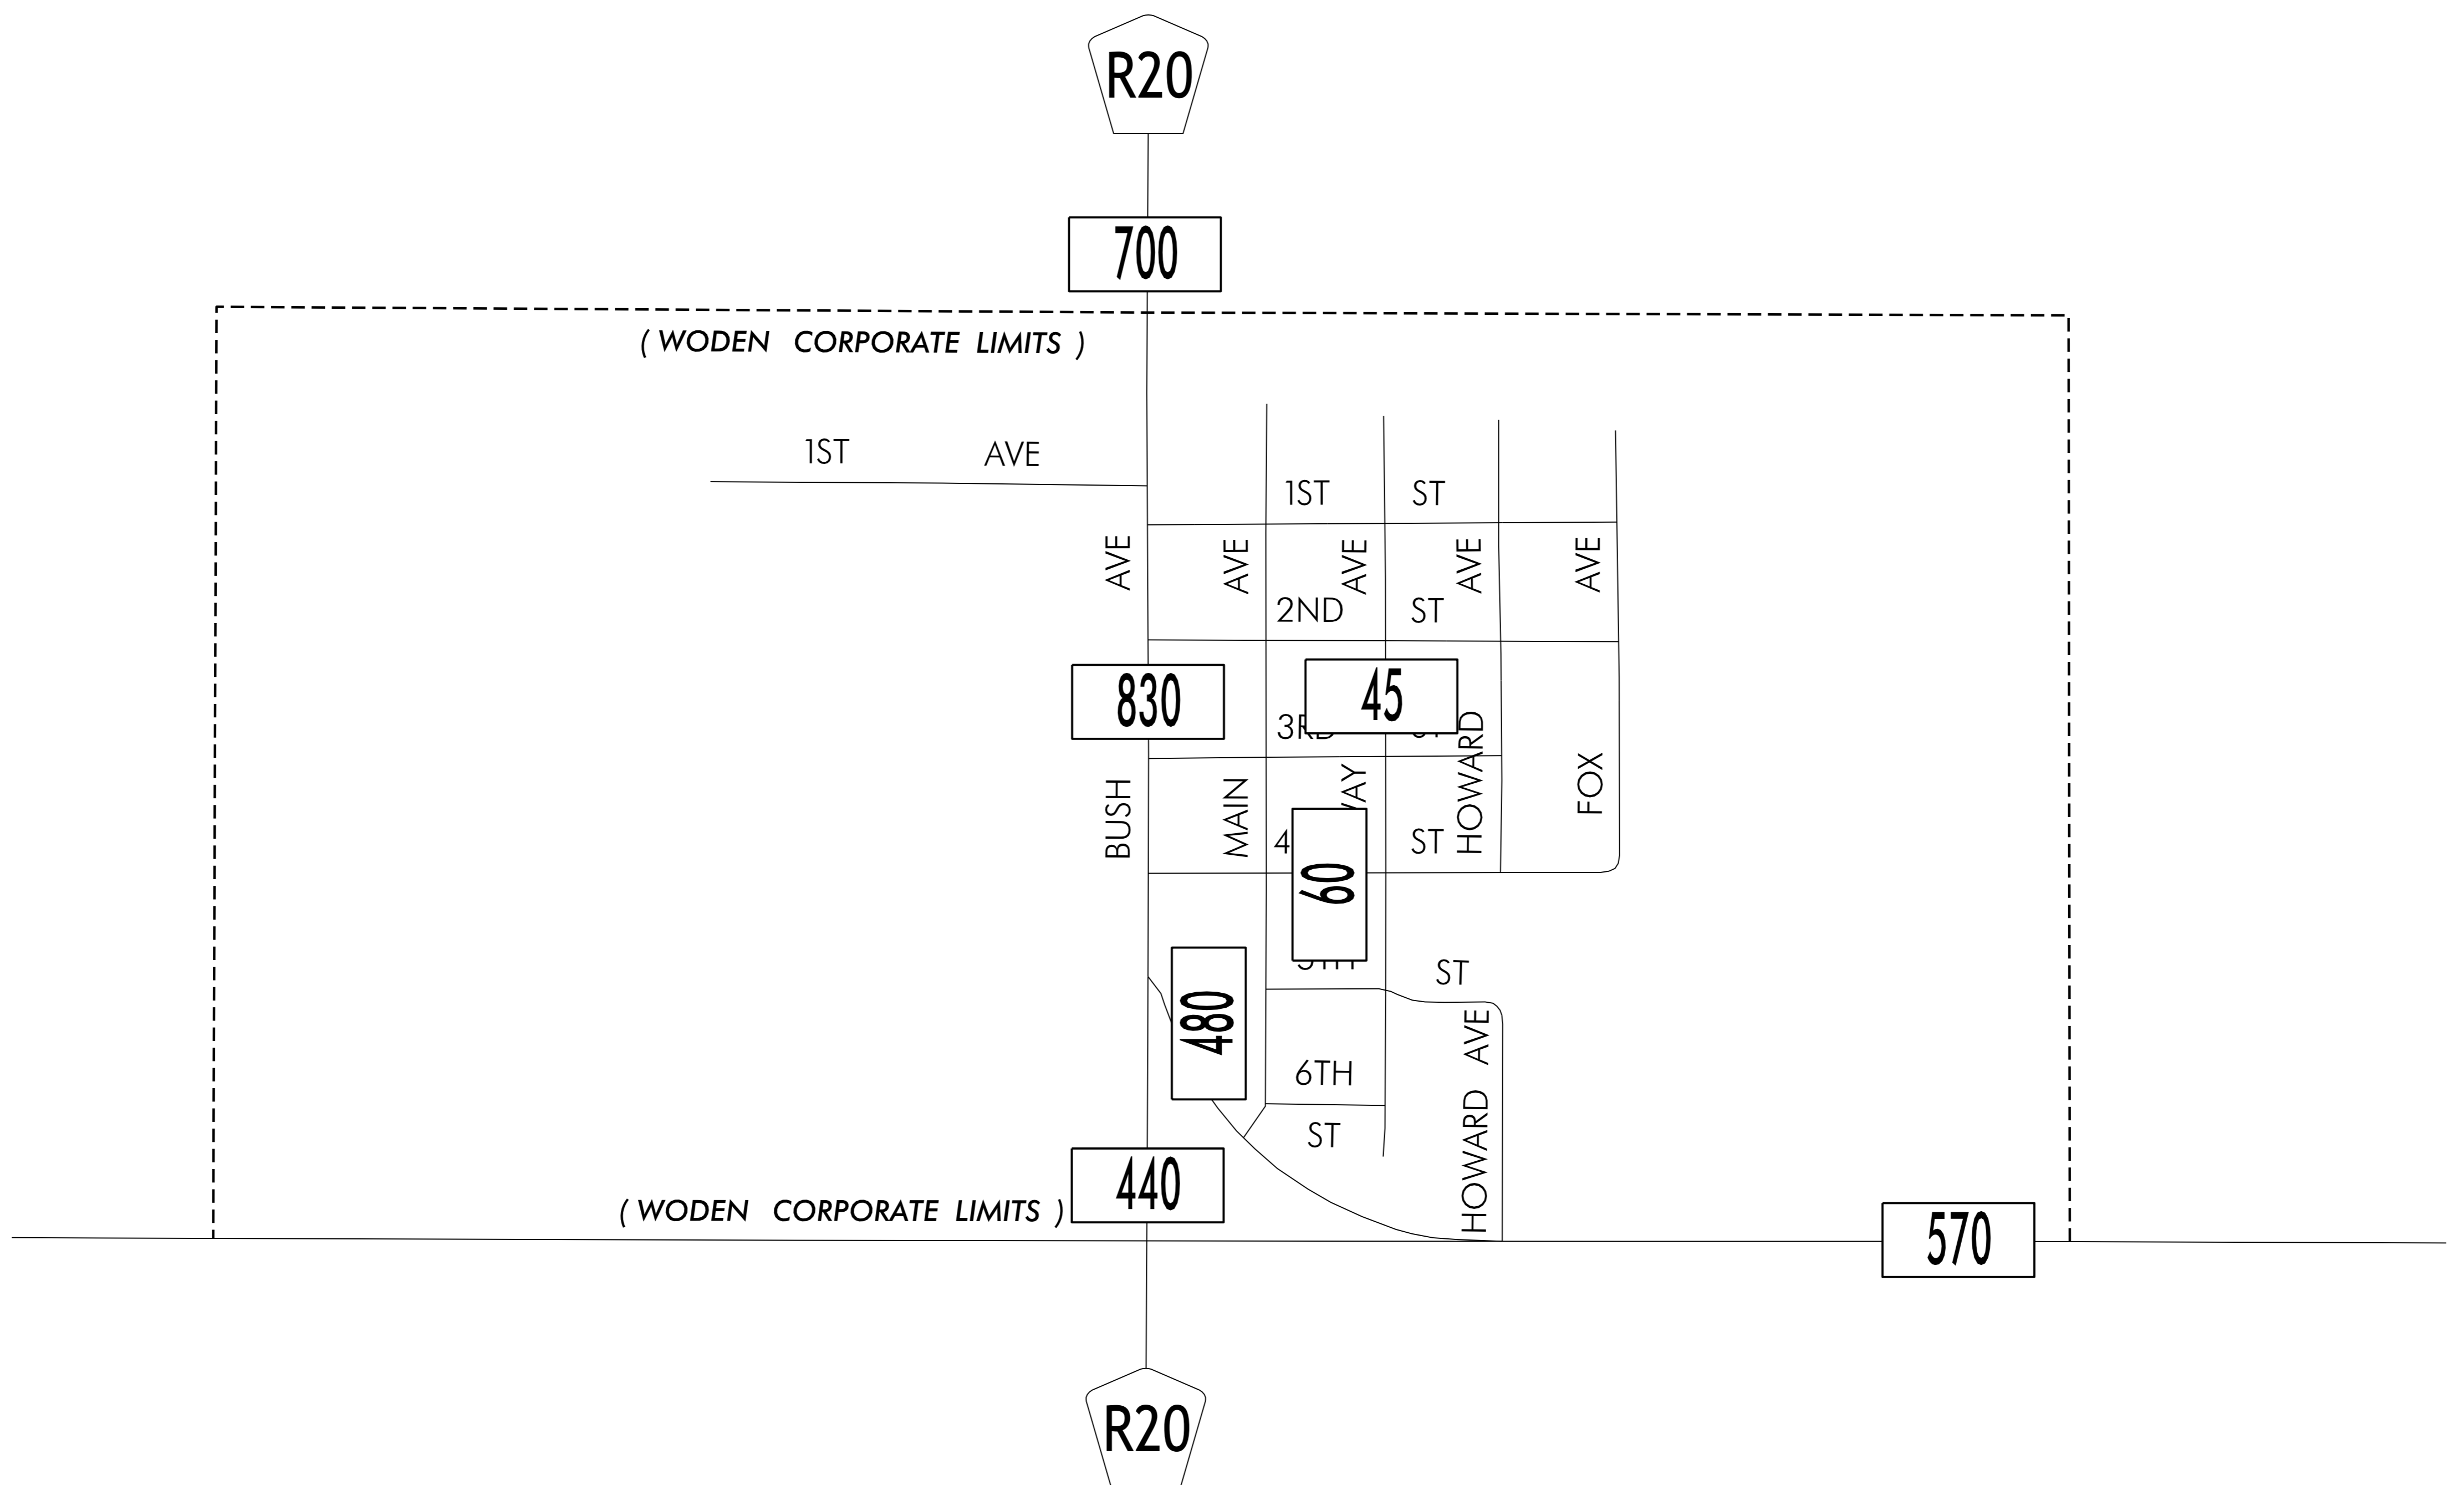 R20
700
( WODEN CORPORATE LIMITS )
1ST AVE
1ST ST
AVE
AVE
AVE
AVE
AVE
2ND ST
830
45
BUSH
MAIN
HOWARD
FOX
ST
60
ST
480
HOWARD AVE
6TH
ST
440
( WODEN CORPORATE LIMITS )
570
R20